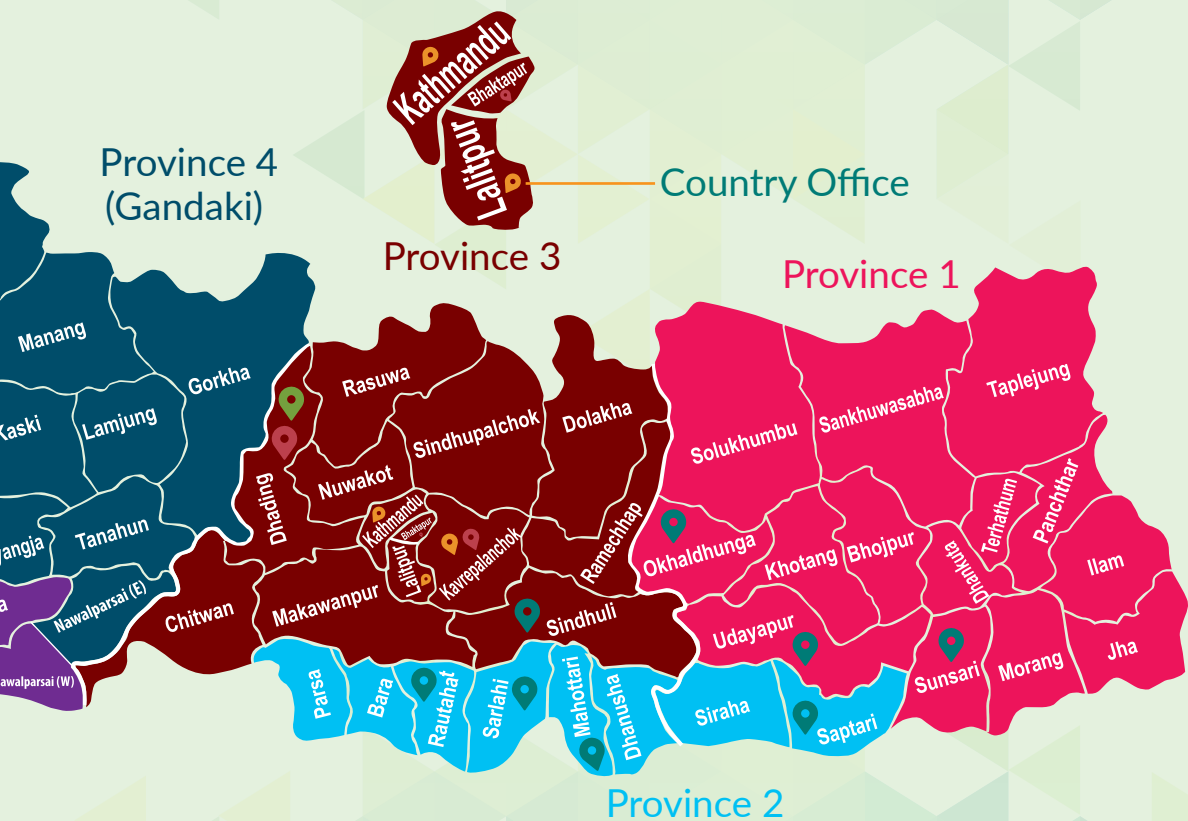 Kathmandu
Bhaktapur
Lalitpur
Country Office
Province 3
Province 4
(Gandaki)
Province 1
Manang
Gorkha
Kaski
Lamjung
Tanahun
yangja
Nawalparsai (E)
a
awalparsai (W)
Rasuwa
Sindhupalchok
Dolakha
Nuwakot
Dhading
Kathmandu
Bhaktapur
Lalitpur
Kavrepalanchok
Ramechhap
Chitwan
Makawanpur
Sindhuli
Solukhumbu
Sankhuwasabha
Taplejung
Okhaldhunga
Khotang
Bhojpur
Dhankuta
Terhathum
Panchthar
Ilam
Udayapur
Sunsari
Morang
Jha
Parsa
Bara
Rautahat
Sarlahi
Mahottari
Dhanusha
Siraha
Saptari
Province 2